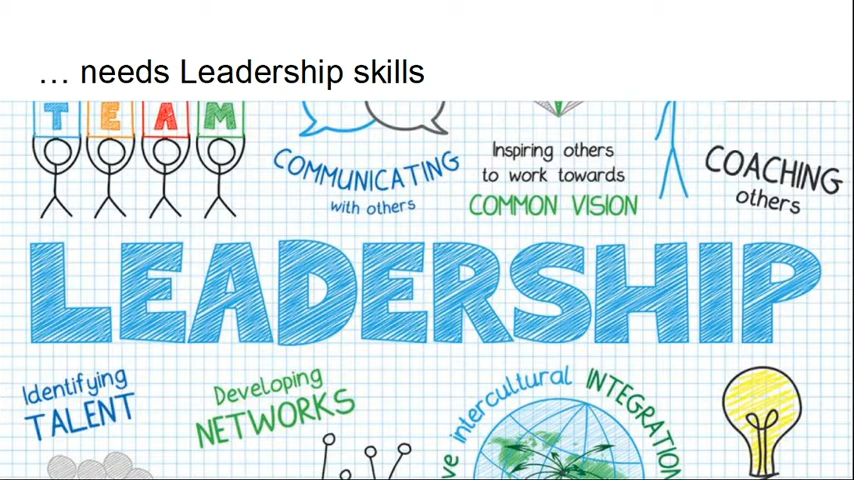 … needs Leadership skills
TEAM
COMMUNICATING
with others
Inspiring others
to work towards
COMMON VISION
COACHING
others
LEADERSHIP
Identifying
TALENT
Developing
NETWORKS
intercultural INTEGRATION